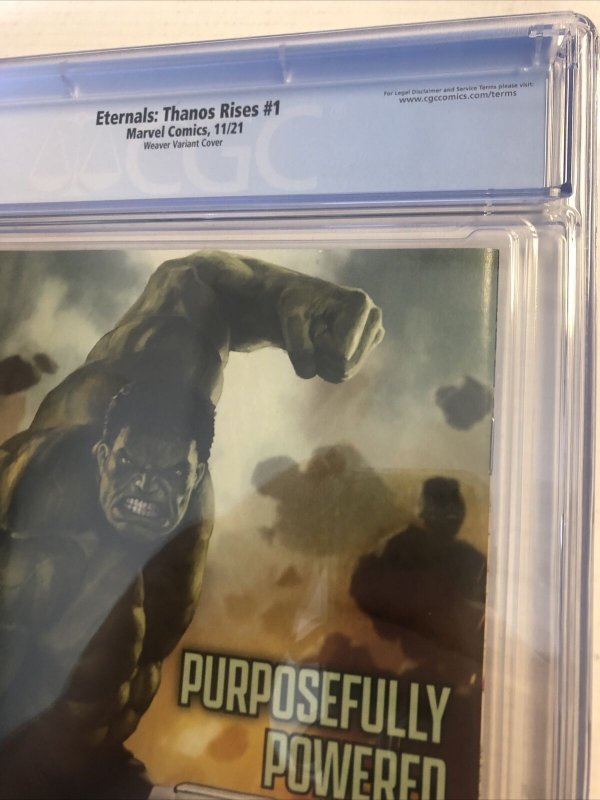 Eternals: Thanos Rises #1
Marvel Comics, 11/21
Weaver Variant Cover
For Legal Disclaimer and Service Terms please visit:
www.cgccomics.com/terms
CGC
PURPOSEFULLY
POWERED